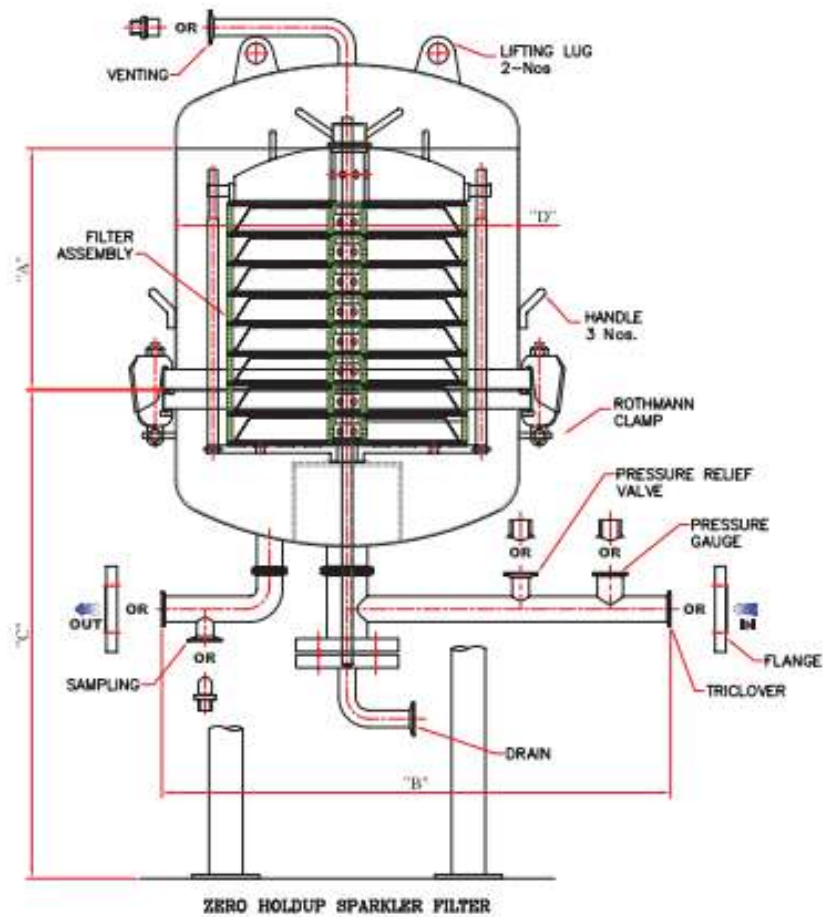 OR
VENTING
LIFTING LUG
2-Nos
"D"
FILTER
ASSEMBLY
"A"
HANDLE
3 Nos.
ROTHMANN
CLAMP
PRESSURE RELIEF
VALVE
PRESSURE
GAUGE
OR
OR
OUT
OR
OR
IN
"C"
SAMPLING
OR
FLANGE
TRICLOVER
DRAIN
"B"
ZERO HOLDUP SPARKLER FILTER